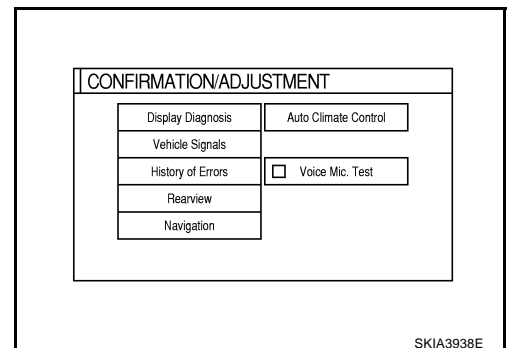 CONFIRMATION/ADJUSTMENT
Display Diagnosis
Auto Climate Control
Vehicle Signals
History of Errors
Voice Mic. Test
Rearview
Navigation
SKIA3938E